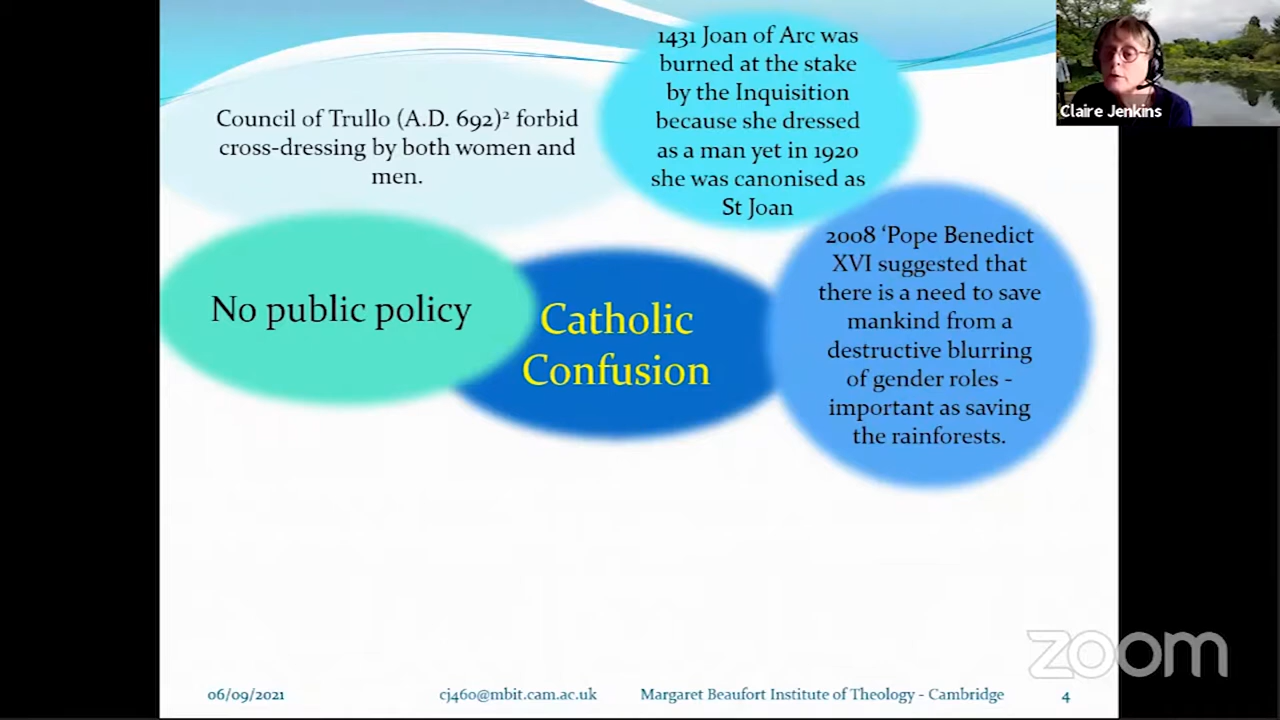 Council of Trullo (A.D. 692)² forbid
cross-dressing by both women and
men.
1431 Joan of Arc was
burned at the stake
by the Inquisition
because she dressed
as a man yet in 1920
she was canonised as
St Joan
Claire Jenkins
No public policy
Catholic
Confusion
2008 ‘Pope Benedict
XVI suggested that
there is a need to save
mankind from a
destructive blurring
of gender roles -
important as saving
the rainforests.
zoom
06/09/2021
cj460@mbit.cam.ac.uk
Margaret Beaufort Institute of Theology - Cambridge
4